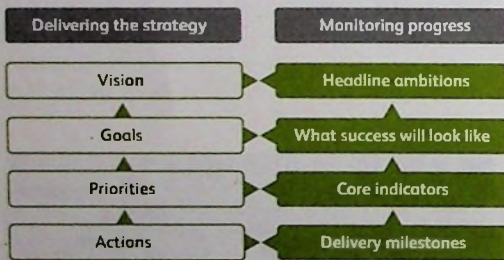 Delivering the strategy
Monitoring progress
Vision
Headline ambitions
Goals
What success will look like
Priorities
Core indicators
Actions
Delivery milestones